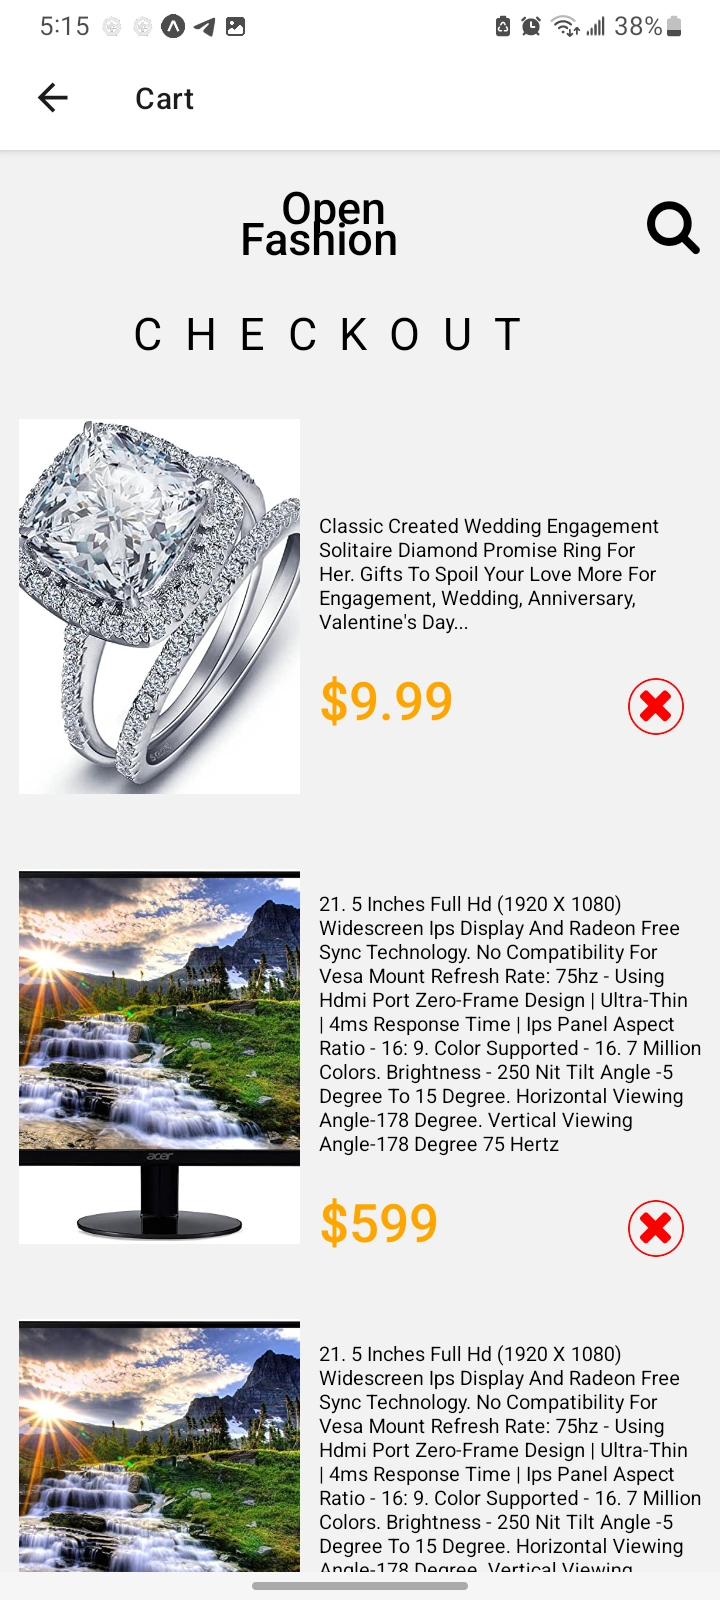 5:15
38%
Cart
Open
Fashion
CHECKOUT
Classic Created Wedding Engagement
Solitaire Diamond Promise Ring For
Her. Gifts To Spoil Your Love More For
Engagement, Wedding, Anniversary,
Valentine's Day...
$9.99
21. 5 Inches Full Hd (1920 X 1080)
Widescreen Ips Display And Radeon Free
Sync Technology. No Compatibility For
Vesa Mount Refresh Rate: 75hz - Using
Hdmi Port Zero-Frame Design | Ultra-Thin
| 4ms Response Time | Ips Panel Aspect
Ratio - 16: 9. Color Supported - 16. 7 Million
Colors. Brightness - 250 Nit Tilt Angle -5
Degree To 15 Degree. Horizontal Viewing
Angle-178 Degree. Vertical Viewing
Angle-178 Degree 75 Hertz
acer
$599
21. 5 Inches Full Hd (1920 X 1080)
Widescreen Ips Display And Radeon Free
Sync Technology. No Compatibility For
Vesa Mount Refresh Rate: 75hz - Using
Hdmi Port Zero-Frame Design | Ultra-Thin
| 4ms Response Time | Ips Panel Aspect
Ratio - 16: 9. Color Supported - 16. 7 Million
Colors. Brightness - 250 Nit Tilt Angle -5
Degree To 15 Degree. Horizontal Viewing
Angle-178 Degree. Vertical Viewing